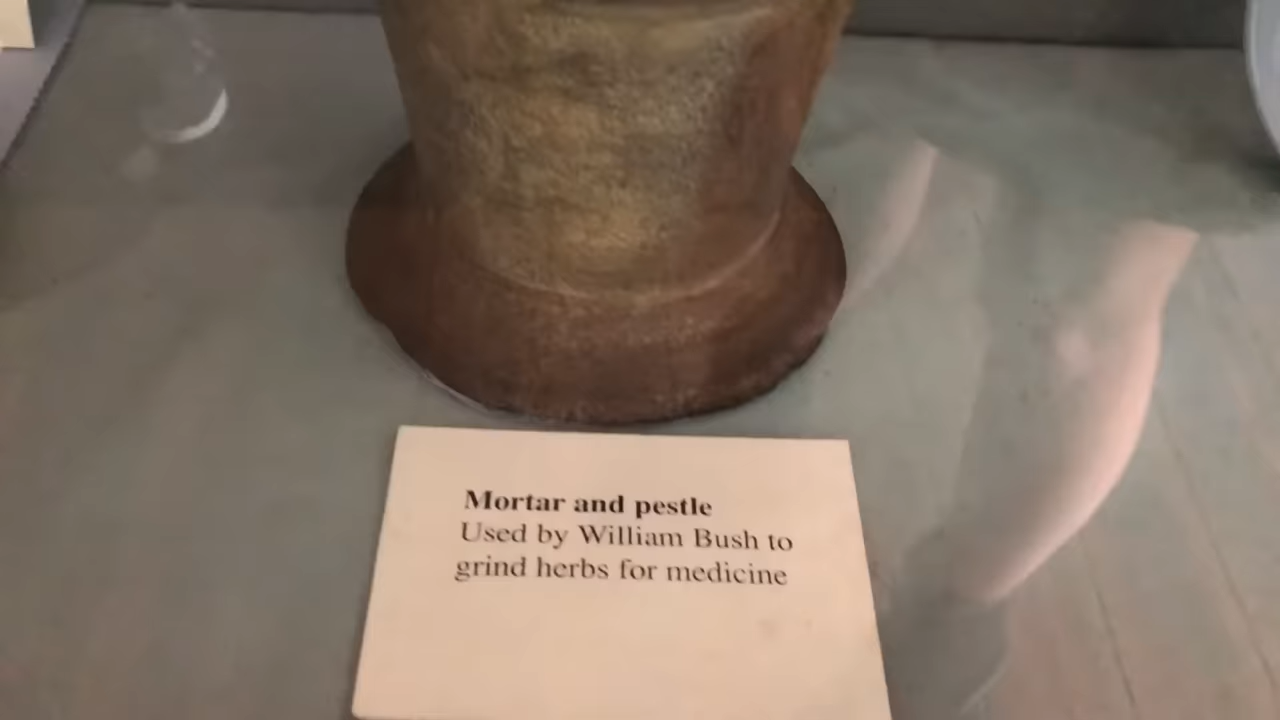 Mortar and pestle
Used by William Bush to
grind herbs for medicine